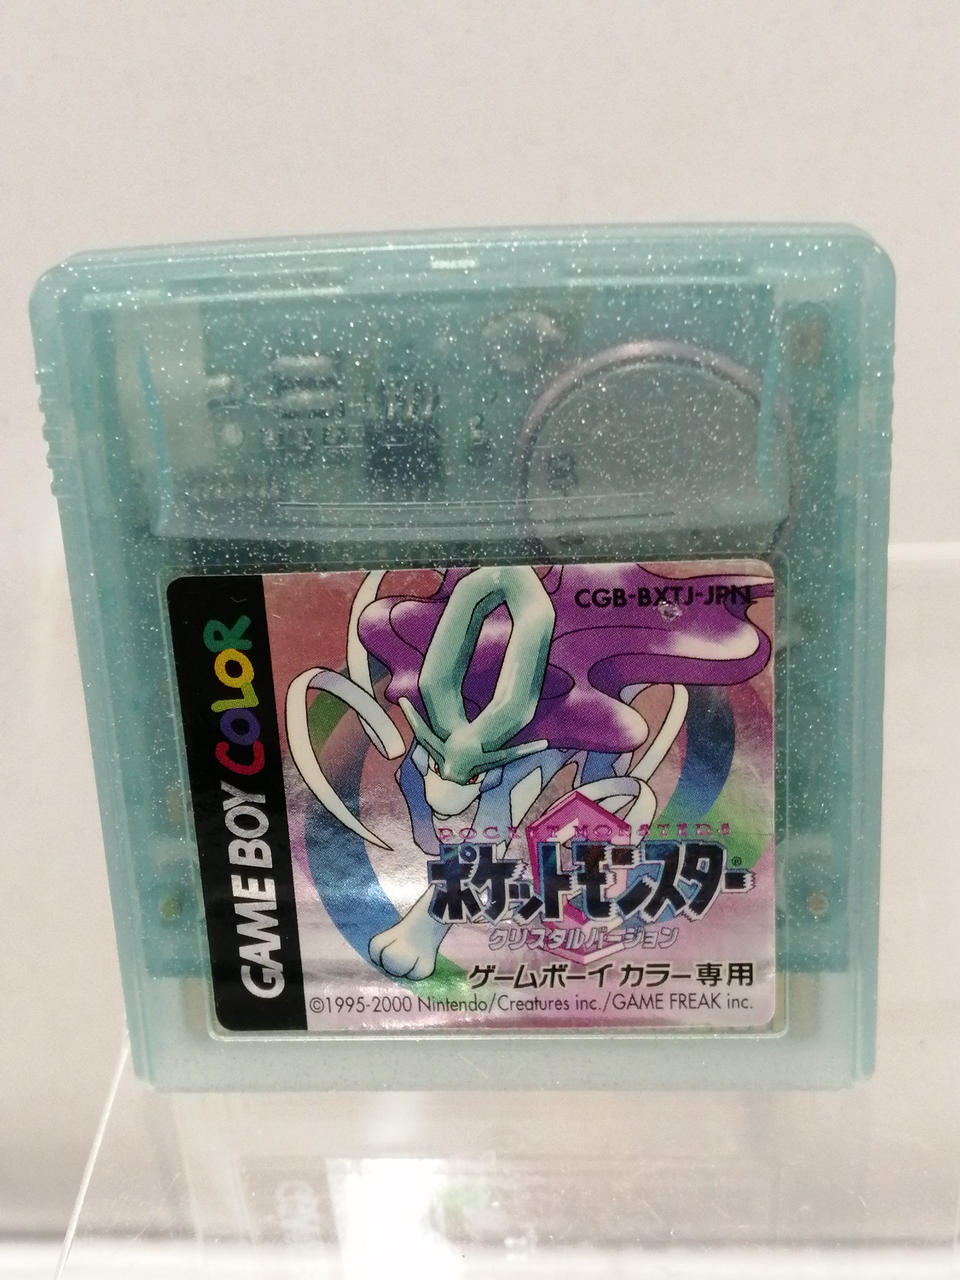 GAME BOY COLOR
CGB-BXTJ-JPN
POCKET MONSTERS
ポケットモンスター®
クリスタルバージョン
ゲームボーイカラー専用
©1995-2000 Nintendo/Creatures inc./GAME FREAK inc.